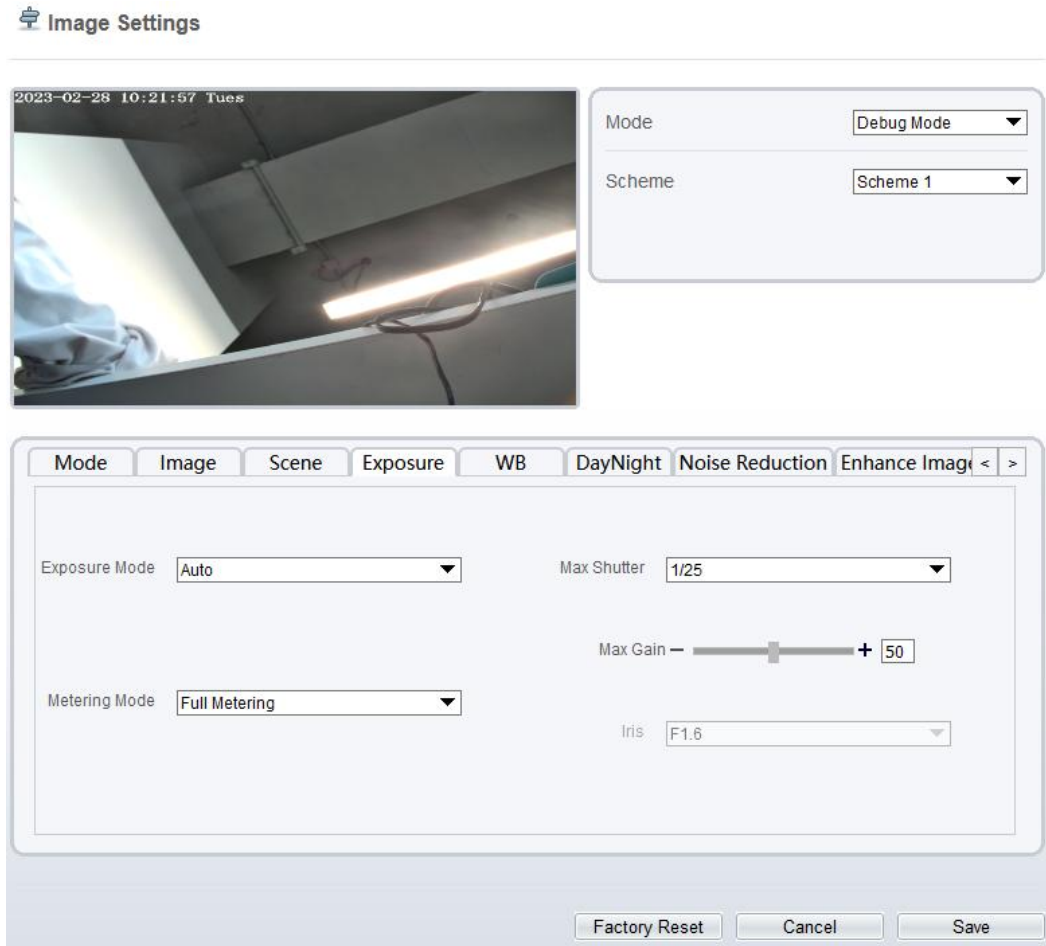 Image Settings
2023-02-28 10:21:57 Tues
Mode Debug Mode
Scheme Scheme 1
Mode Image Scene Exposure WB DayNight Noise Reduction Enhance Image < >
Exposure Mode Auto Max Shutter 1/25
Max Gain − + 50
Metering Mode Full Metering
Iris F1.6
Factory Reset Cancel Save